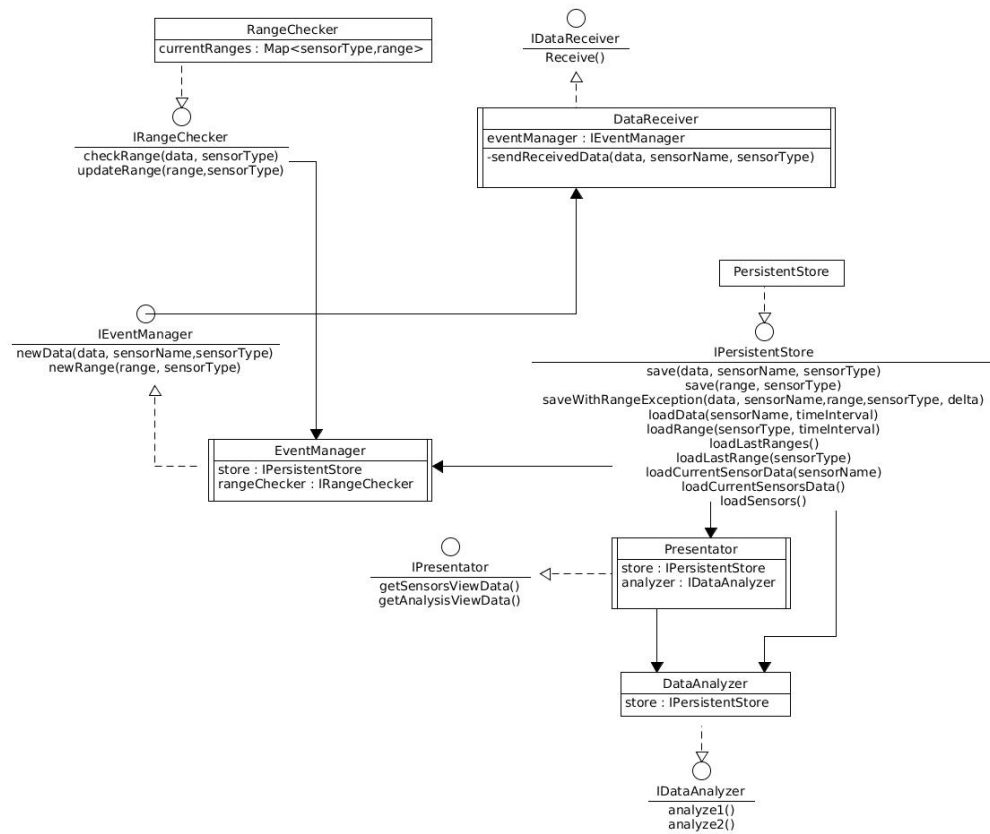 RangeChecker
currentRanges : Map<sensorType,range>
IRangeChecker
checkRange(data, sensorType)
updateRange(range,sensorType)
IDataReceiver
Receive()
DataReceiver
eventManager : IEventManager
-sendReceivedData(data, sensorName, sensorType)
IEventManager
newData(data, sensorName,sensorType)
newRange(range, sensorType)
PersistentStore
IPersistentStore
save(data, sensorName, sensorType)
save(range, sensorType)
saveWithRangeException(data, sensorName,range,sensorType, delta)
loadData(sensorName, timeInterval)
loadRange(sensorType, timeInterval)
loadLastRanges()
loadLastRange(sensorType)
loadCurrentSensorData(sensorName)
loadCurrentSensorsData()
loadSensors()
EventManager
store : IPersistentStore
rangeChecker : IRangeChecker
IPresentator
getSensorsViewData()
getAnalysisViewData()
Presentator
store : IPersistentStore
analyzer : IDataAnalyzer
DataAnalyzer
store : IPersistentStore
IDataAnalyzer
analyze1()
analyze2()